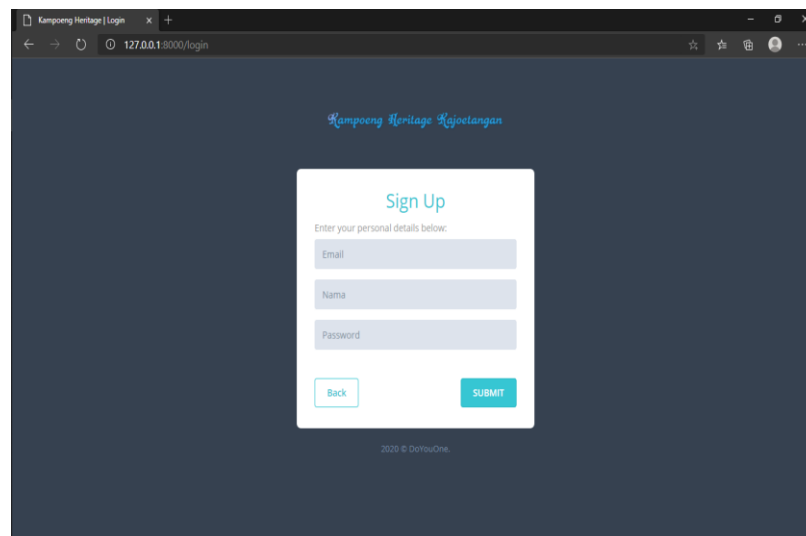 Kampoeng Heritage | Login
127.0.0.1:8000/login
Kampoeng Heritage Kajoetangan
Sign Up
Enter your personal details below:
Email
Nama
Password
Back SUBMIT
2020 © DoYouOne.